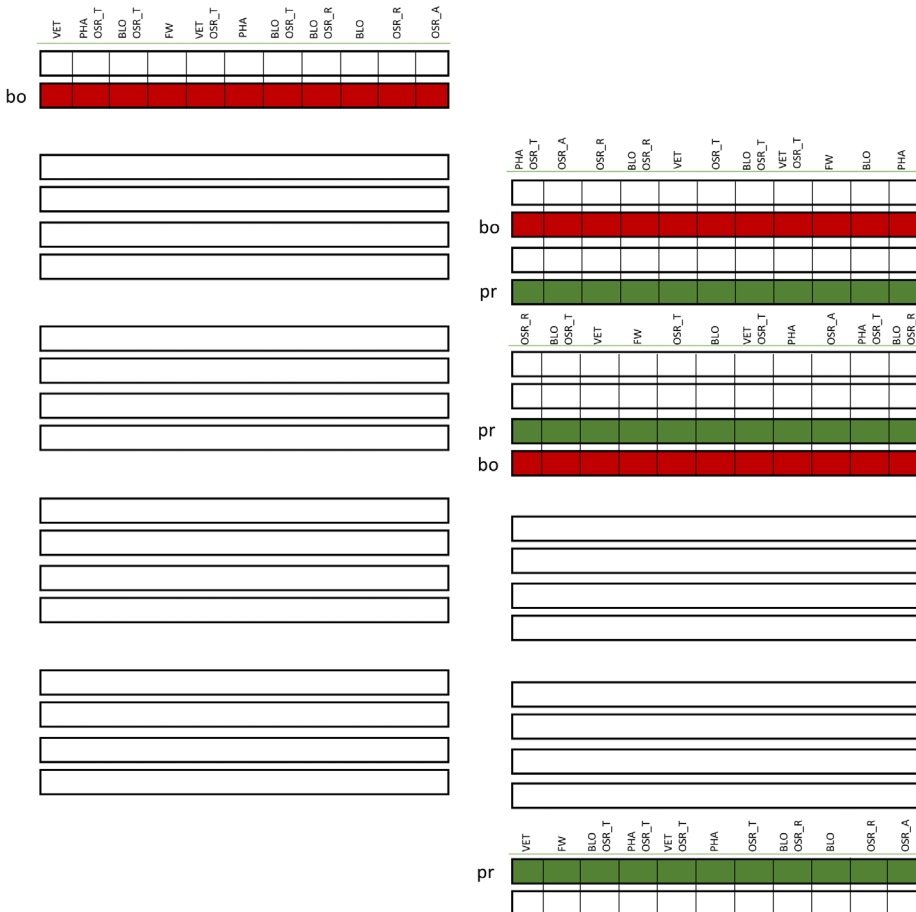 VET PHA OSR_T BLO OSR_T FW VET OSR_T PHA BLO OSR_T BLO OSR_R BLO OSR_R OSR_A
bo
PHA OSR_T OSR_A OSR_R BLO OSR_R VET OSR_T BLO OSR_T VET OSR_T FW BLO PHA
bo
pr
OSR_R BLO OSR_T VET FW OSR_T BLO VET OSR_T PHA OSR_A PHA OSR_T BLO OSR_R
pr
bo
VET FW BLO OSR_T PHA OSR_T VET OSR_T PHA OSR_T BLO OSR_R BLO OSR_R OSR_A
pr